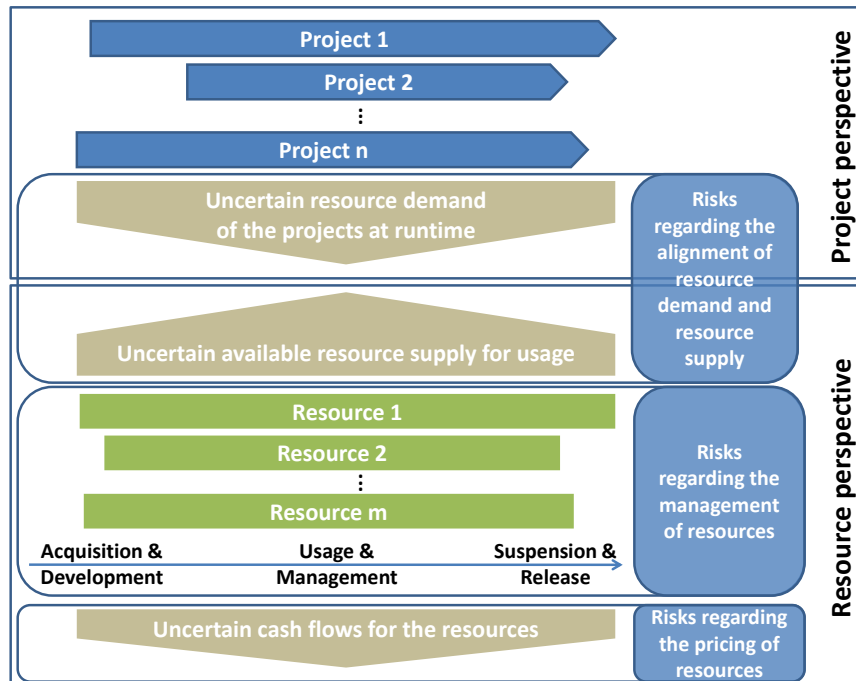 Project 1
Project 2
...
Project n
Uncertain resource demand
of the projects at runtime
Risks
regarding the
alignment of
resource
demand and
resource
supply
Project perspective
Uncertain available resource supply for usage
Resource 1
Resource 2
...
Resource m
Acquisition &
Development
Usage &
Management
Suspension &
Release
Risks
regarding the
management
of resources
Uncertain cash flows for the resources
Risks regarding
the pricing of
resources
Resource perspective